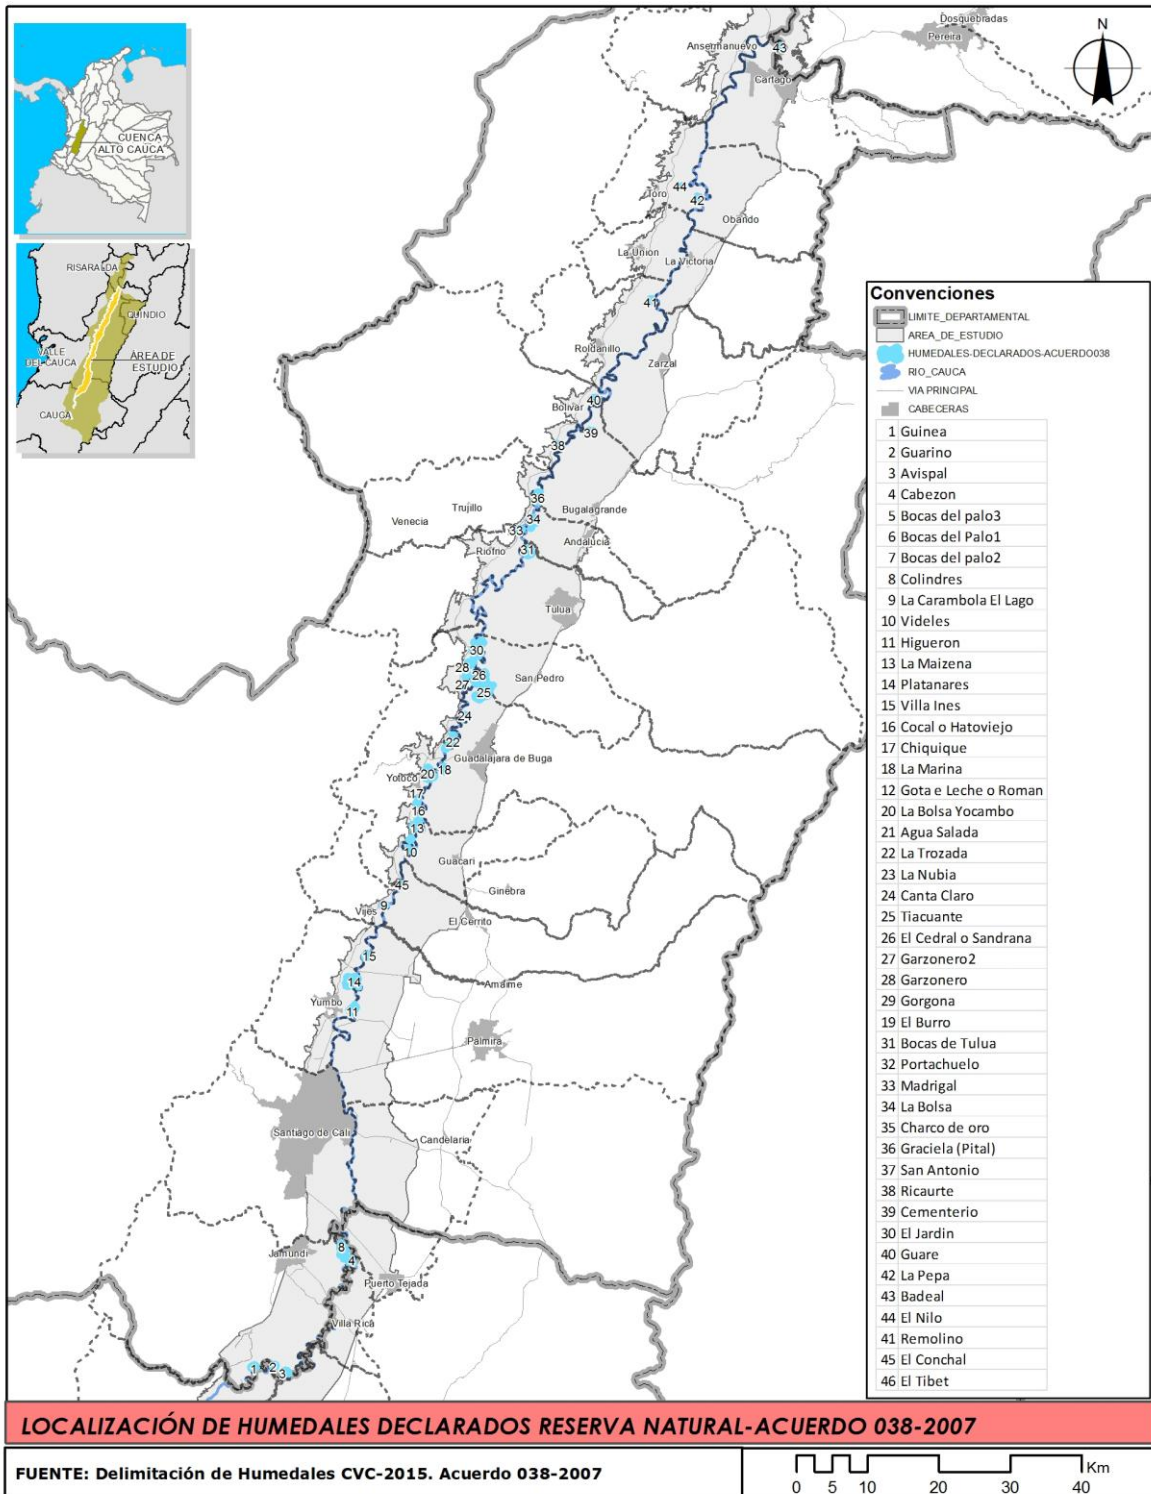 CUENCA
ALTO CAUCA
RISARALDA
QUINDIO
VALLE
DEL CAUCA
ÁREA DE
ESTUDIO
CAUCA
N
Dosquebradas
Pereira
Ansermanuevo
43
Cartago
44
Toro
42
Obando
La Union
La Victoria
41
Roldanillo
Zarzal
40
Bolivar
39
38
36
Trujillo
Bugalagrande
Venecia
34
33
Andalucia
Riofrio
31
Tulua
30
28
26
San Pedro
27
25
24
22
Guadalajara de Buga
18
Yotoco
20
17
16
13
10
Guacari
45
Ginebra
9
Vijes
El Cerrito
15
14
Amaime
Yumbo
11
Palmira
Santiago de Cali
Candelaria
8
Jamundi
4
Puerto Tejada
Villa Rica
1
2
3
Convenciones
LIMITE_DEPARTAMENTAL
AREA_DE_ESTUDIO
HUMEDALES-DECLARADOS-ACUERDO038
RIO_CAUCA
VIA PRINCIPAL
CABECERAS
1 Guinea
2 Guarino
3 Avispal
4 Cabezon
5 Bocas del palo3
6 Bocas del Palo1
7 Bocas del palo2
8 Colindres
9 La Carambola El Lago
10 Videles
11 Higueron
13 La Maizena
14 Platanares
15 Villa Ines
16 Cocal o Hatoviejo
17 Chiquique
18 La Marina
12 Gota e Leche o Roman
20 La Bolsa Yocambo
21 Agua Salada
22 La Trozada
23 La Nubia
24 Canta Claro
25 Tiacuante
26 El Cedral o Sandrana
27 Garzonero2
28 Garzonero
29 Gorgona
19 El Burro
31 Bocas de Tulua
32 Portachuelo
33 Madrigal
34 La Bolsa
35 Charco de oro
36 Graciela (Pital)
37 San Antonio
38 Ricaurte
39 Cementerio
30 El Jardin
40 Guare
42 La Pepa
43 Badeal
44 El Nilo
41 Remolino
45 El Conchal
46 El Tibet
LOCALIZACIÓN DE HUMEDALES DECLARADOS RESERVA NATURAL-ACUERDO 038-2007
FUENTE: Delimitación de Humedales CVC-2015. Acuerdo 038-2007
Km
0 5 10 20 30 40